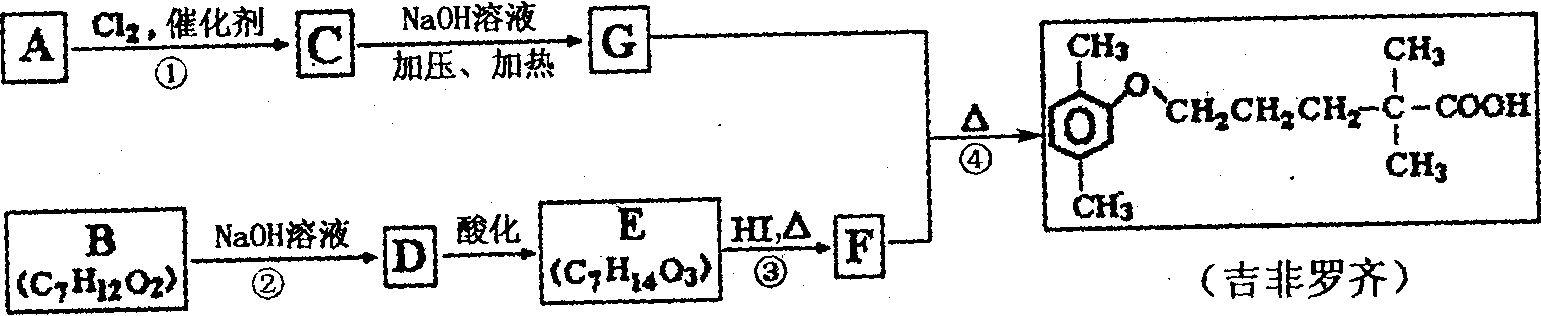 A Cl₂,催化剂 ① C NaOH溶液 加压、加热 G
B (C₇H₁₂O₂) NaOH溶液 ② D 酸化 E (C₇H₁₄O₃) HI,Δ ③ F
Δ ④
CH₃ O CH₂CH₂CH₂-C-COOH CH₃ CH₃ CH₃
(吉非罗齐)